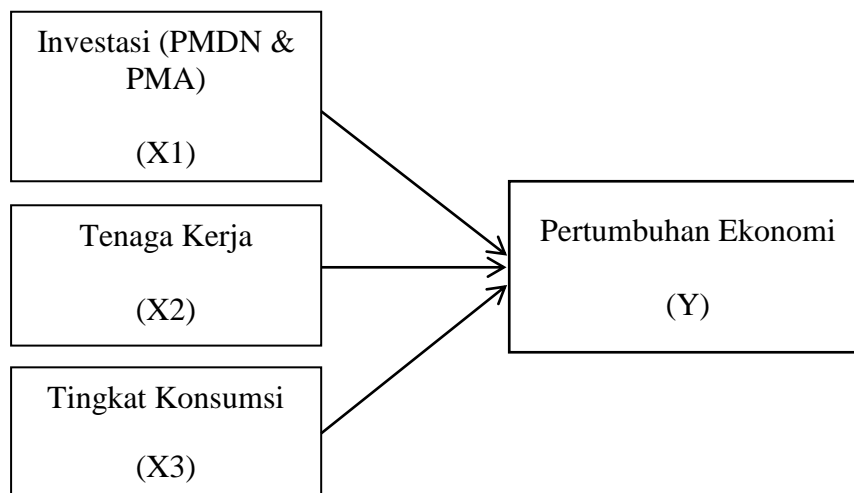 Investasi (PMDN &
PMA)
(X1)
Tenaga Kerja
(X2)
Tingkat Konsumsi
(X3)
Pertumbuhan Ekonomi
(Y)